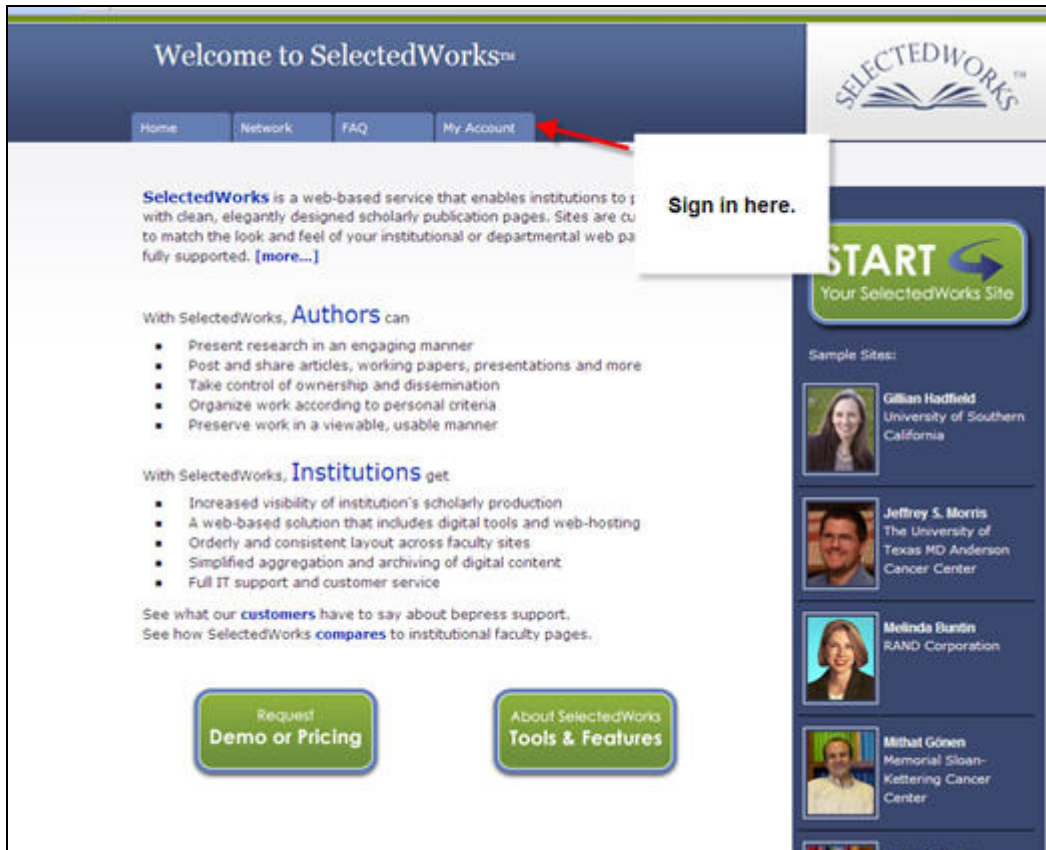 Welcome to SelectedWorks™
SELECTEDWORKS™
Home Network FAQ My Account
Sign in here.
SelectedWorks is a web-based service that enables institutions to
with clean, elegantly designed scholarly publication pages. Sites are
to match the look and feel of your institutional or departmental web
fully supported. [more...]
With SelectedWorks, Authors can
▪ Present research in an engaging manner
▪ Post and share articles, working papers, presentations and more
▪ Take control of ownership and dissemination
▪ Organize work according to personal criteria
▪ Preserve work in a viewable, usable manner
With SelectedWorks, Institutions get
▪ Increased visibility of institution's scholarly production
▪ A web-based solution that includes digital tools and web-hosting
▪ Orderly and consistent layout across faculty sites
▪ Simplified aggregation and archiving of digital content
▪ Full IT support and customer service
See what our customers have to say about bepress support.
See how SelectedWorks compares to institutional faculty pages.
Request
Demo or Pricing
About SelectedWorks
Tools & Features
START
Your SelectedWorks Site
Sample Sites:
Gillian Hadfield
University of Southern
California
Jeffrey S. Morris
The University of
Texas MD Anderson
Cancer Center
Melinda Buntin
RAND Corporation
Mithat Gönen
Memorial Sloan-
Kettering Cancer
Center